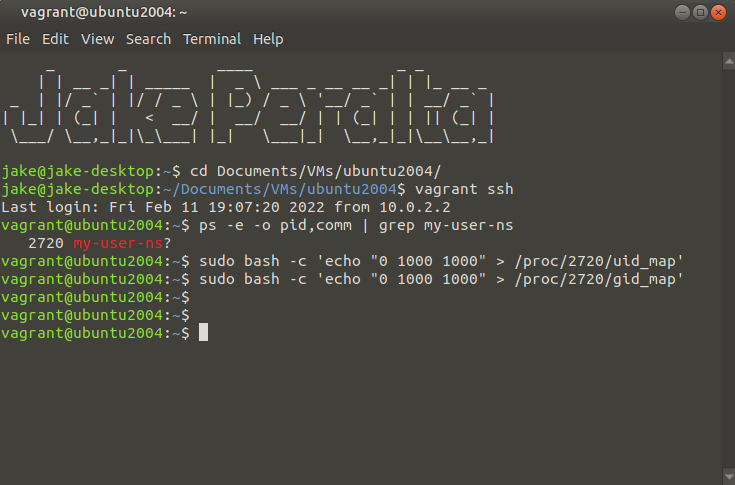 vagrant@ubuntu2004: ~
File Edit View Search Terminal Help
Jake Peralta
jake@jake-desktop:~$ cd Documents/VMs/ubuntu2004/
jake@jake-desktop:~/Documents/VMs/ubuntu2004$ vagrant ssh
Last login: Fri Feb 11 19:07:20 2022 from 10.0.2.2
vagrant@ubuntu2004:~$ ps -e -o pid,comm | grep my-user-ns
2720 my-user-ns?
vagrant@ubuntu2004:~$ sudo bash -c 'echo "0 1000 1000" > /proc/2720/uid_map'
vagrant@ubuntu2004:~$ sudo bash -c 'echo "0 1000 1000" > /proc/2720/gid_map'
vagrant@ubuntu2004:~$
vagrant@ubuntu2004:~$
vagrant@ubuntu2004:~$